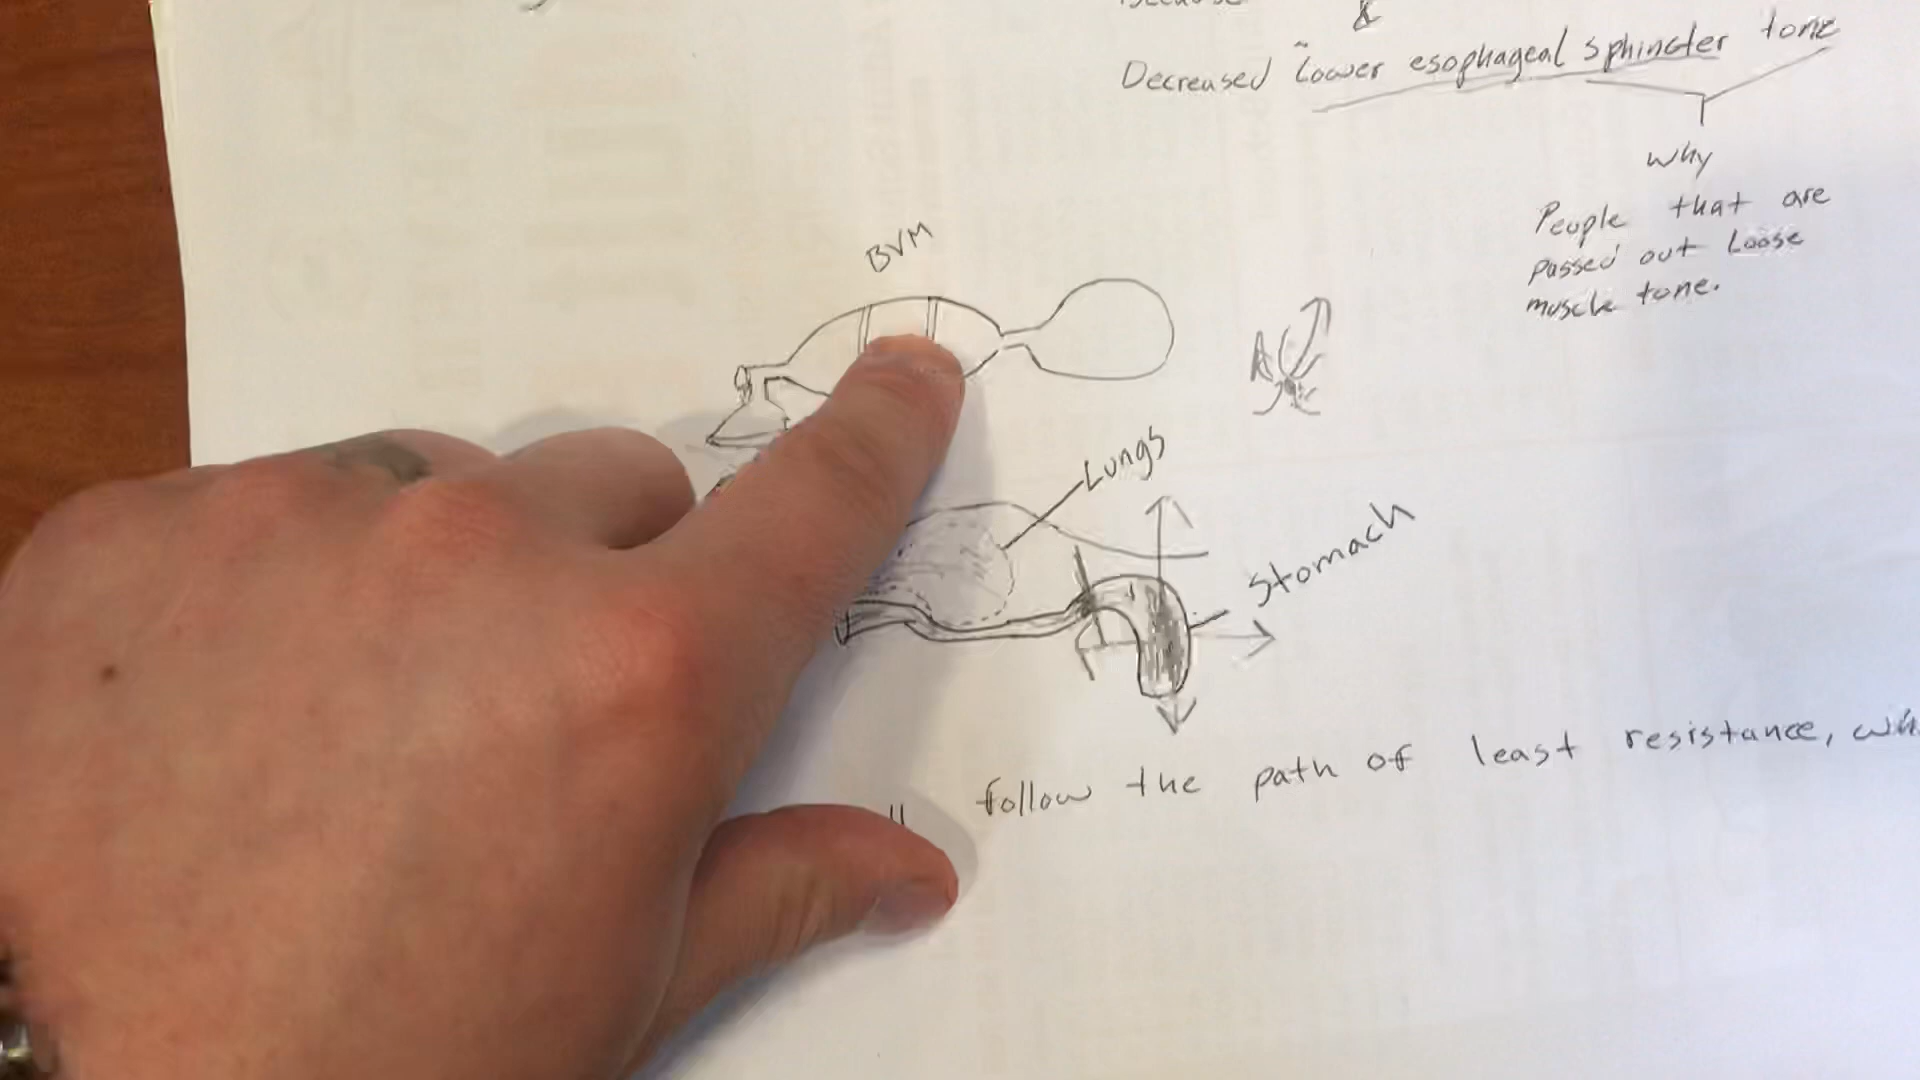 &
Decreased Lower esophageal sphincter tone
Why
People that are
passed out Loose
muscle tone.
BVM
Lungs
Stomach
follow the path of least resistance,